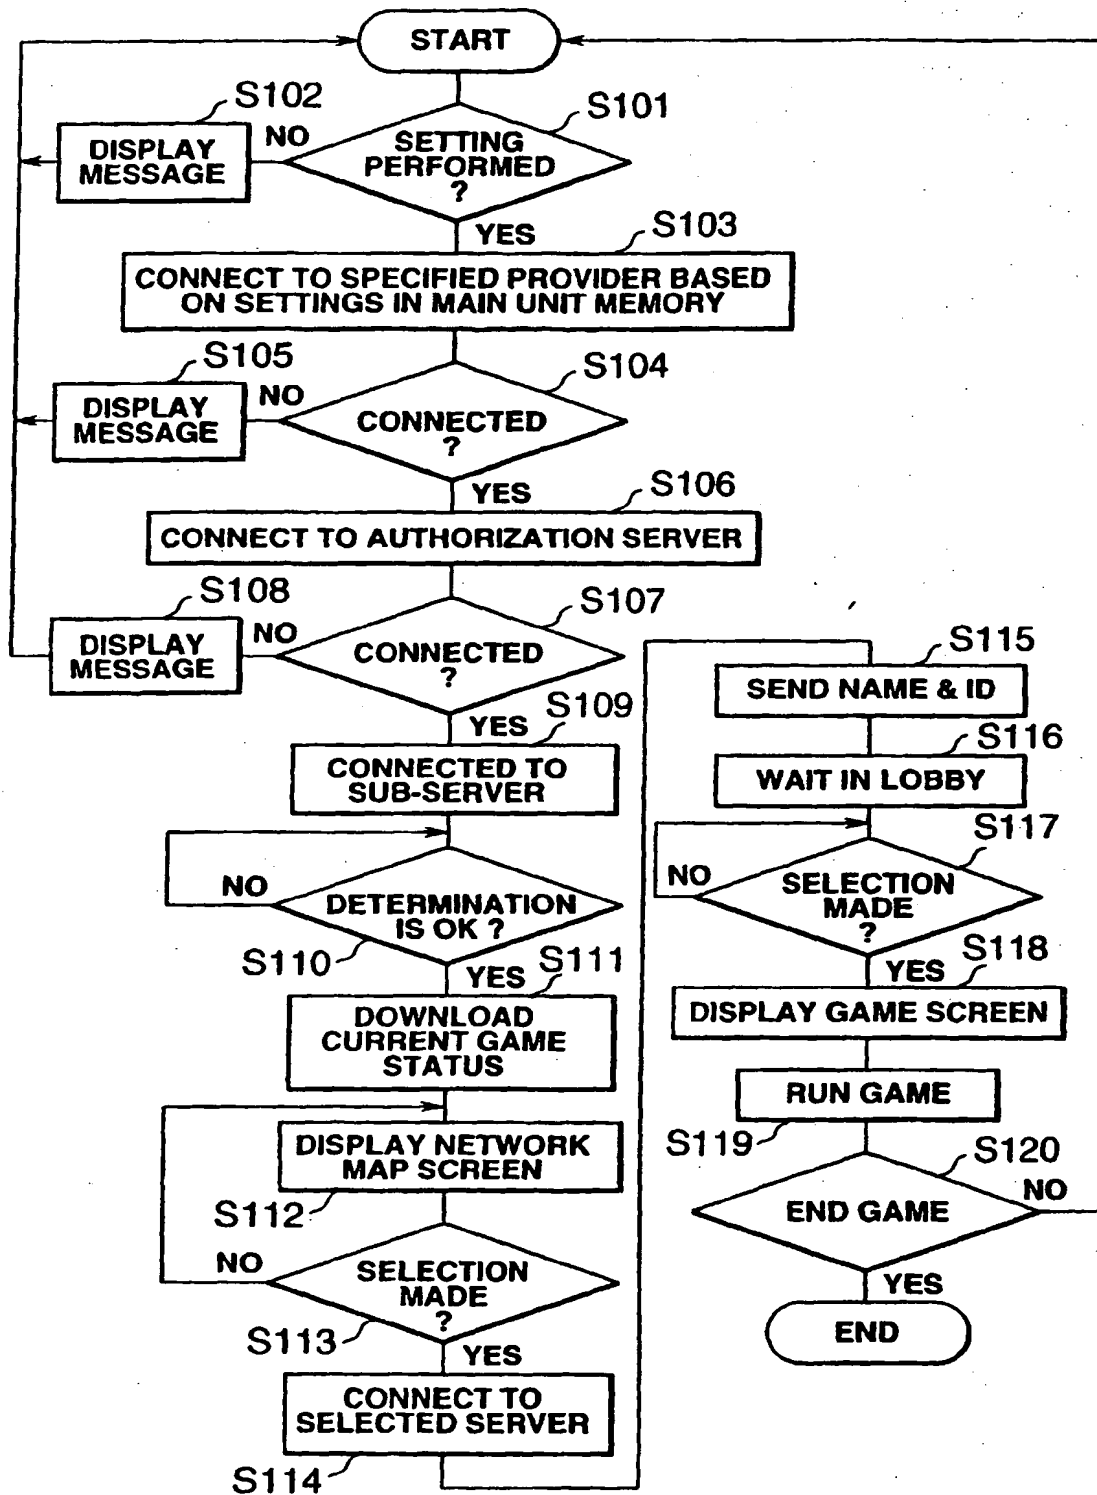 START
S102
S101
DISPLAY
MESSAGE
NO
SETTING
PERFORMED
?
YES
S103
CONNECT TO SPECIFIED PROVIDER BASED
ON SETTINGS IN MAIN UNIT MEMORY
S105
S104
DISPLAY
MESSAGE
NO
CONNECTED
?
YES
S106
CONNECT TO AUTHORIZATION SERVER
S108
S107
DISPLAY
MESSAGE
NO
CONNECTED
?
YES
S109
CONNECTED TO
SUB-SERVER
NO
DETERMINATION
IS OK ?
S110
YES
S111
DOWNLOAD
CURRENT GAME
STATUS
DISPLAY NETWORK
MAP SCREEN
S112
NO
SELECTION
MADE
?
S113
YES
CONNECT TO
SELECTED SERVER
S114
S115
SEND NAME & ID
S116
WAIT IN LOBBY
S117
NO
SELECTION
MADE
?
YES
S118
DISPLAY GAME SCREEN
RUN GAME
S119
S120
END GAME
NO
YES
END